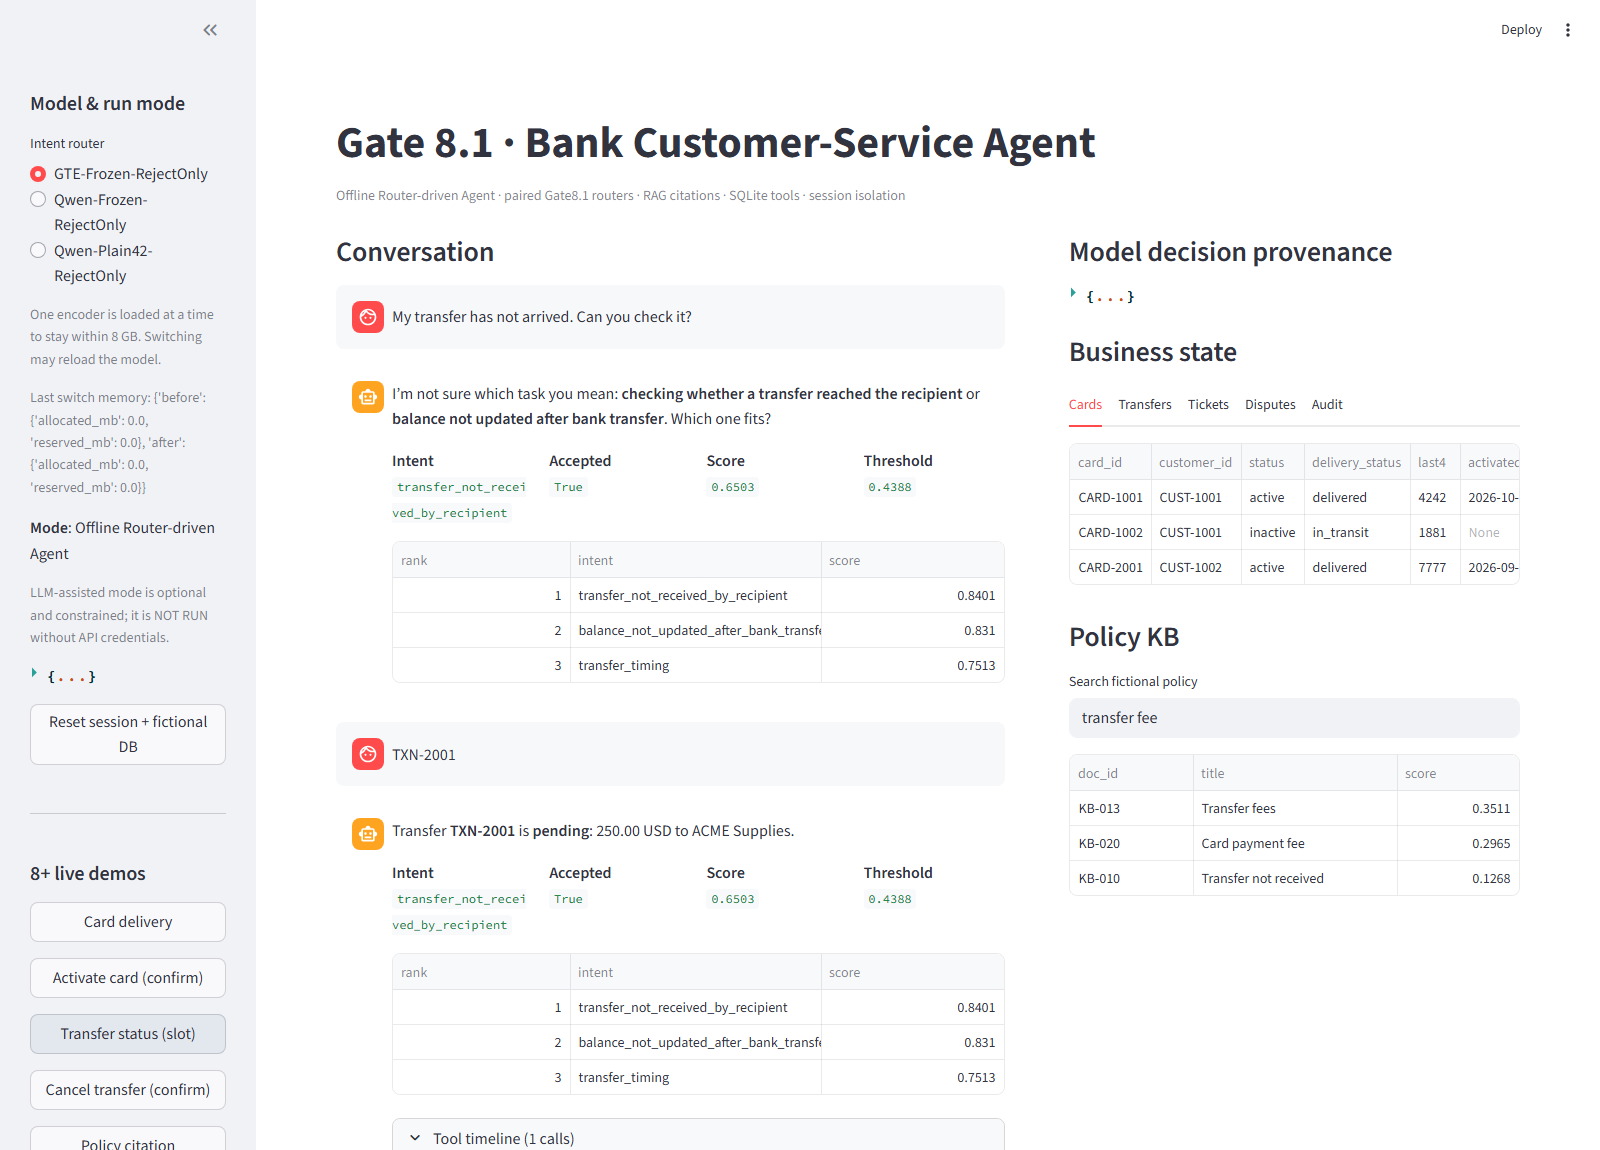 Deploy
Model & run mode
Intent router
GTE-Frozen-RejectOnly
Qwen-Frozen-
RejectOnly
Qwen-Plain42-
RejectOnly
One encoder is loaded at a time
to stay within 8 GB. Switching
may reload the model.
Last switch memory: {'before':
{'allocated_mb': 0.0,
'reserved_mb': 0.0}, 'after':
{'allocated_mb': 0.0,
'reserved_mb': 0.0}}
Mode: Offline Router-driven
Agent
LLM-assisted mode is optional
and constrained; it is NOT RUN
without API credentials.
{...}
Reset session + fictional
DB
8+ live demos
Card delivery
Activate card (confirm)
Transfer status (slot)
Cancel transfer (confirm)
Policy citation
Gate 8.1 · Bank Customer-Service Agent
Offline Router-driven Agent · paired Gate8.1 routers · RAG citations · SQLite tools · session isolation
Conversation
My transfer has not arrived. Can you check it?
I'm not sure which task you mean: checking whether a transfer reached the recipient or
balance not updated after bank transfer. Which one fits?
Intent Accepted Score Threshold
transfer_not_recei True 0.6503 0.4388
ved_by_recipient
rank intent score
1 transfer_not_received_by_recipient 0.8401
2 balance_not_updated_after_bank_transfe 0.831
3 transfer_timing 0.7513
TXN-2001
Transfer TXN-2001 is pending: 250.00 USD to ACME Supplies.
Intent Accepted Score Threshold
transfer_not_recei True 0.6503 0.4388
ved_by_recipient
rank intent score
1 transfer_not_received_by_recipient 0.8401
2 balance_not_updated_after_bank_transfe 0.831
3 transfer_timing 0.7513
Tool timeline (1 calls)
Model decision provenance
{...}
Business state
Cards Transfers Tickets Disputes Audit
card_id customer_id status delivery_status last4 activated
CARD-1001 CUST-1001 active delivered 4242 2026-10-
CARD-1002 CUST-1001 inactive in_transit 1881 None
CARD-2001 CUST-1002 active delivered 7777 2026-09-
Policy KB
Search fictional policy
transfer fee
doc_id title score
KB-013 Transfer fees 0.3511
KB-020 Card payment fee 0.2965
KB-010 Transfer not received 0.1268